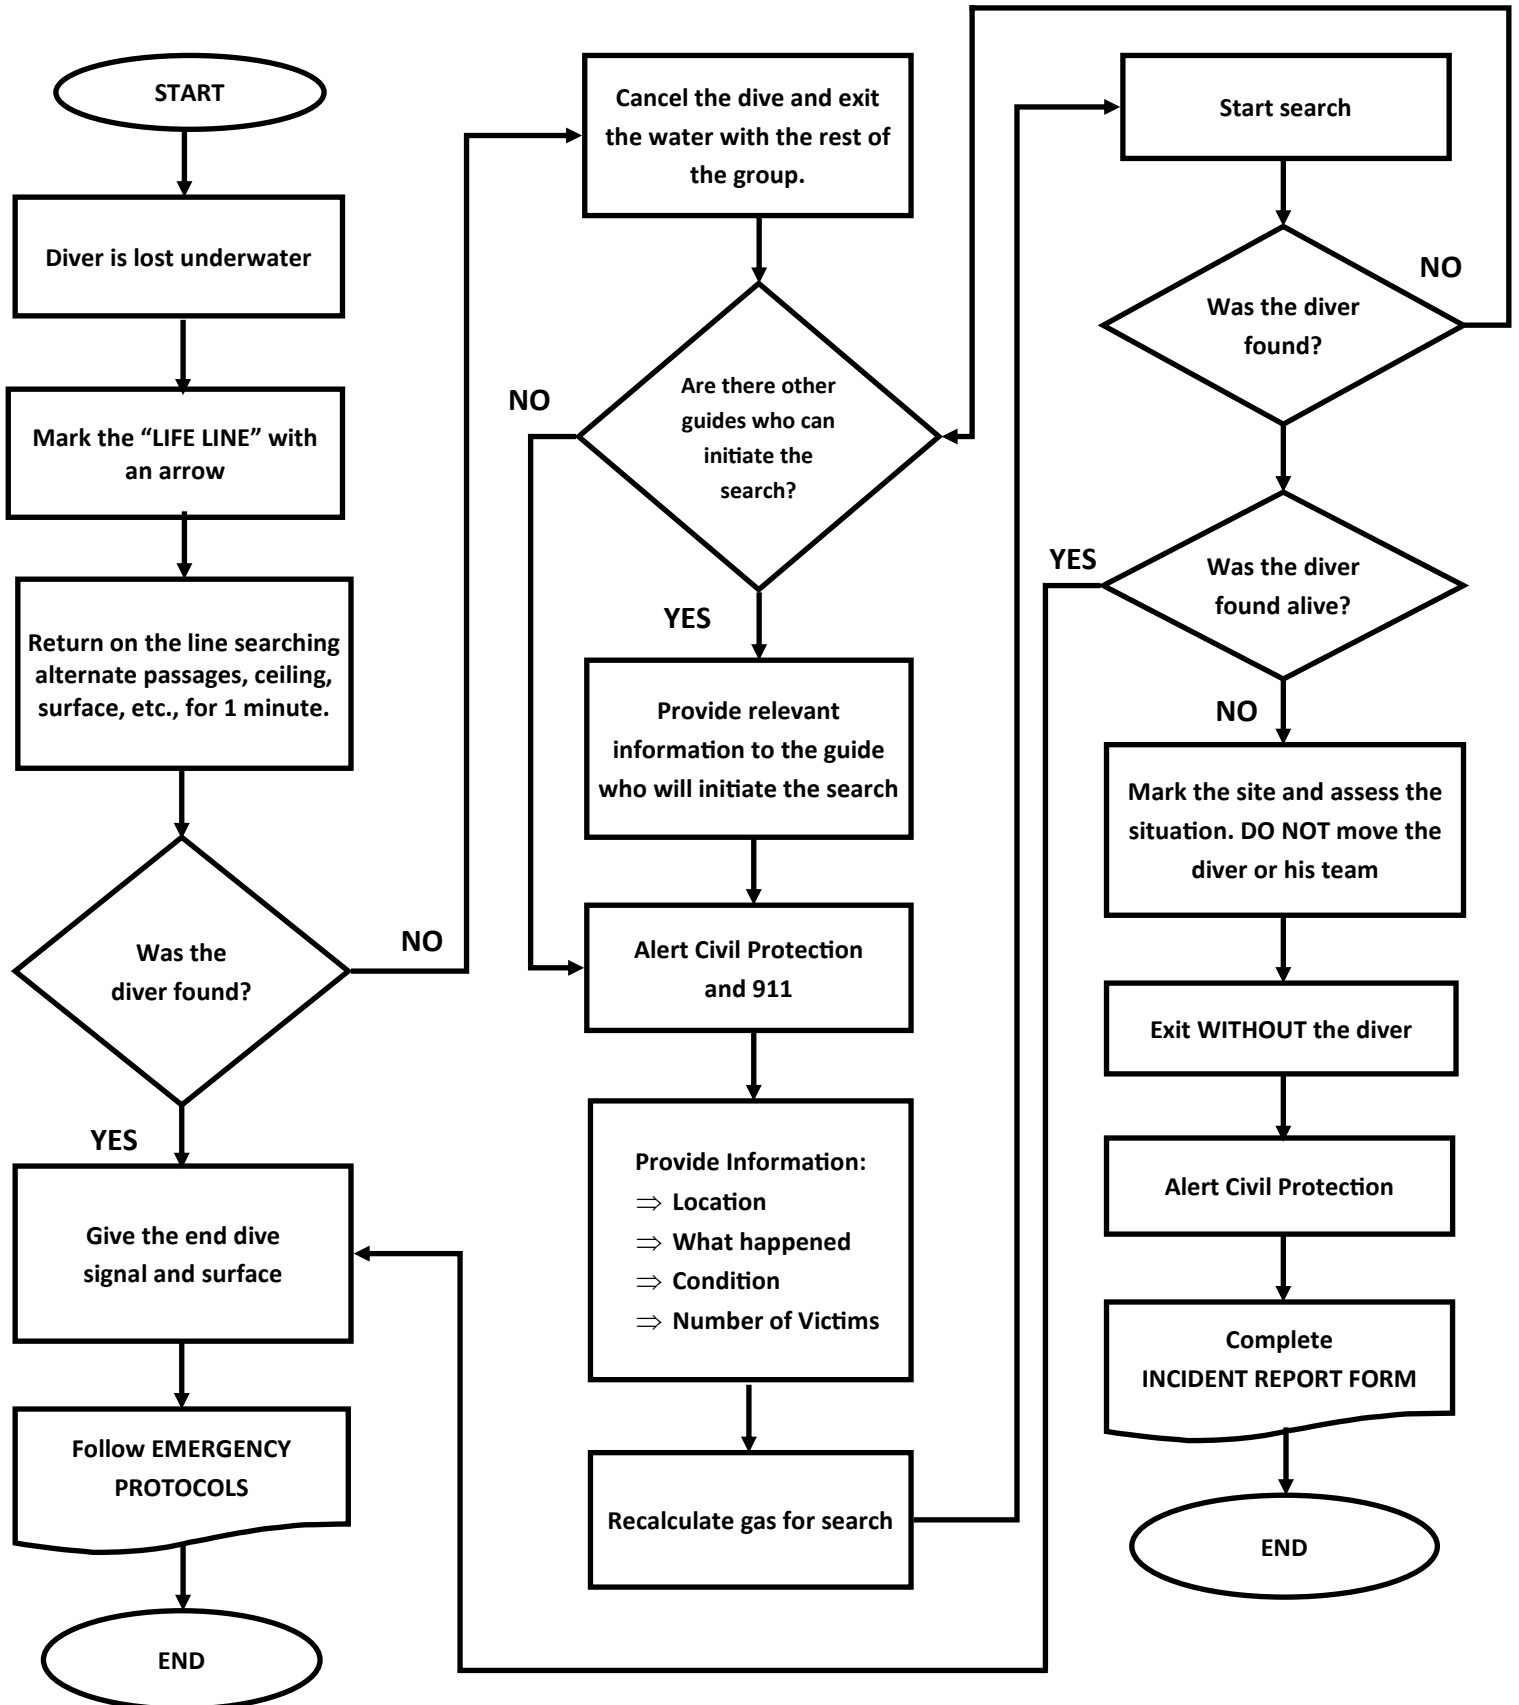 START
Diver is lost underwater
Mark the “LIFE LINE” with
an arrow
Return on the line searching
alternate passages, ceiling,
surface, etc., for 1 minute.
Was the
diver found?
NO
YES
Give the end dive
signal and surface
Follow EMERGENCY
PROTOCOLS
END
Cancel the dive and exit
the water with the rest of
the group.
Are there other
guides who can
initiate the
search?
NO
YES
Provide relevant
information to the guide
who will initiate the search
Alert Civil Protection
and 911
Provide Information:
⇒ Location
⇒ What happened
⇒ Condition
⇒ Number of Victims
Recalculate gas for search
Start search
Was the diver
found?
NO
Was the diver
found alive?
YES
NO
Mark the site and assess the
situation. DO NOT move the
diver or his team
Exit WITHOUT the diver
Alert Civil Protection
Complete
INCIDENT REPORT FORM
END